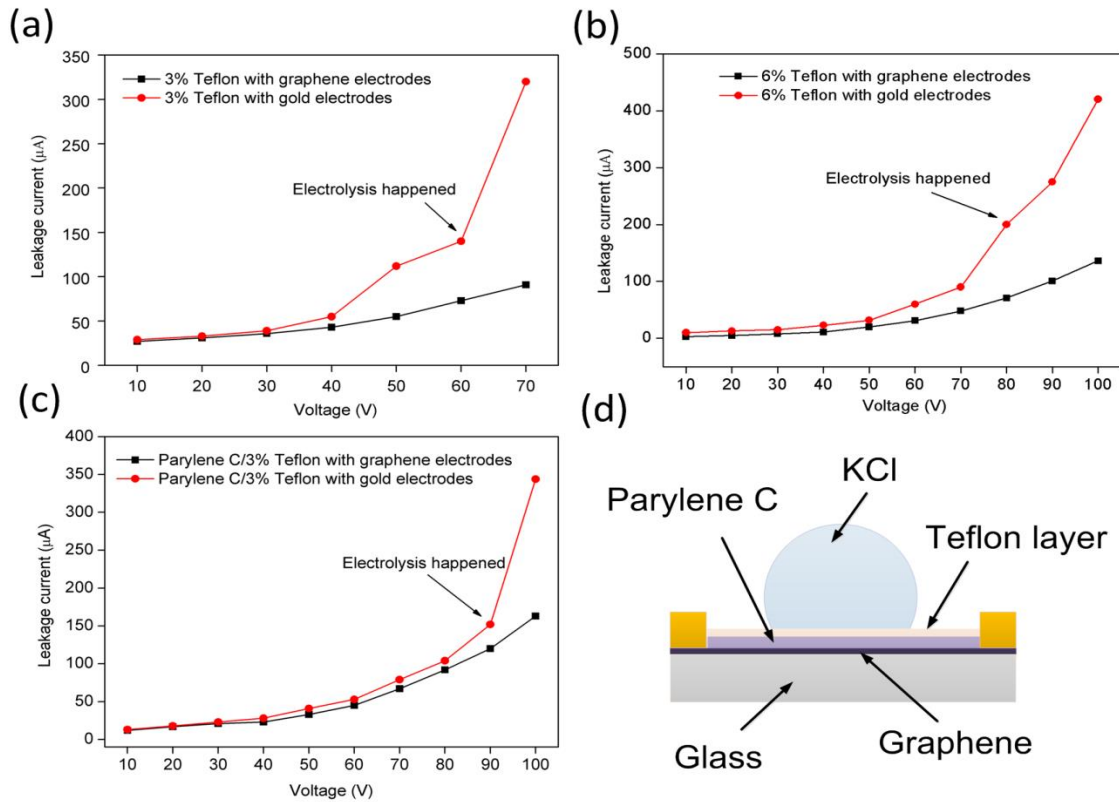 (a)
350
300
250
200
150
100
50
0
Leakage current (μA)
3% Teflon with graphene electrodes
3% Teflon with gold electrodes
Electrolysis happened
10 20 30 40 50 60 70
Voltage (V)
(b)
500
400
300
200
100
0
Leakage current (μA)
6% Teflon with graphene electrodes
6% Teflon with gold electrodes
Electrolysis happened
10 20 30 40 50 60 70 80 90 100
Voltage (V)
(c)
400
350
300
250
200
150
100
50
0
Leakage current (μA)
Parylene C/3% Teflon with graphene electrodes
Parylene C/3% Teflon with gold electrodes
Electrolysis happened
10 20 30 40 50 60 70 80 90 100
Voltage (V)
(d)
KCl
Parylene C
Teflon layer
Glass
Graphene